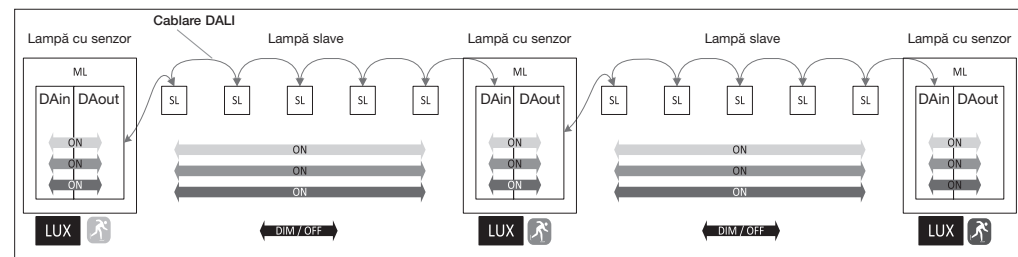 Cablare DALI
Lampă cu senzor Lampă slave Lampă cu senzor Lampă slave Lampă cu senzor
ML ML ML
DAin DAout SL SL SL SL SL DAin DAout SL SL SL SL SL DAin DAout
ON ON ON ON ON
ON ON ON ON ON
ON ON ON ON ON
LUX DIM / OFF LUX DIM / OFF LUX